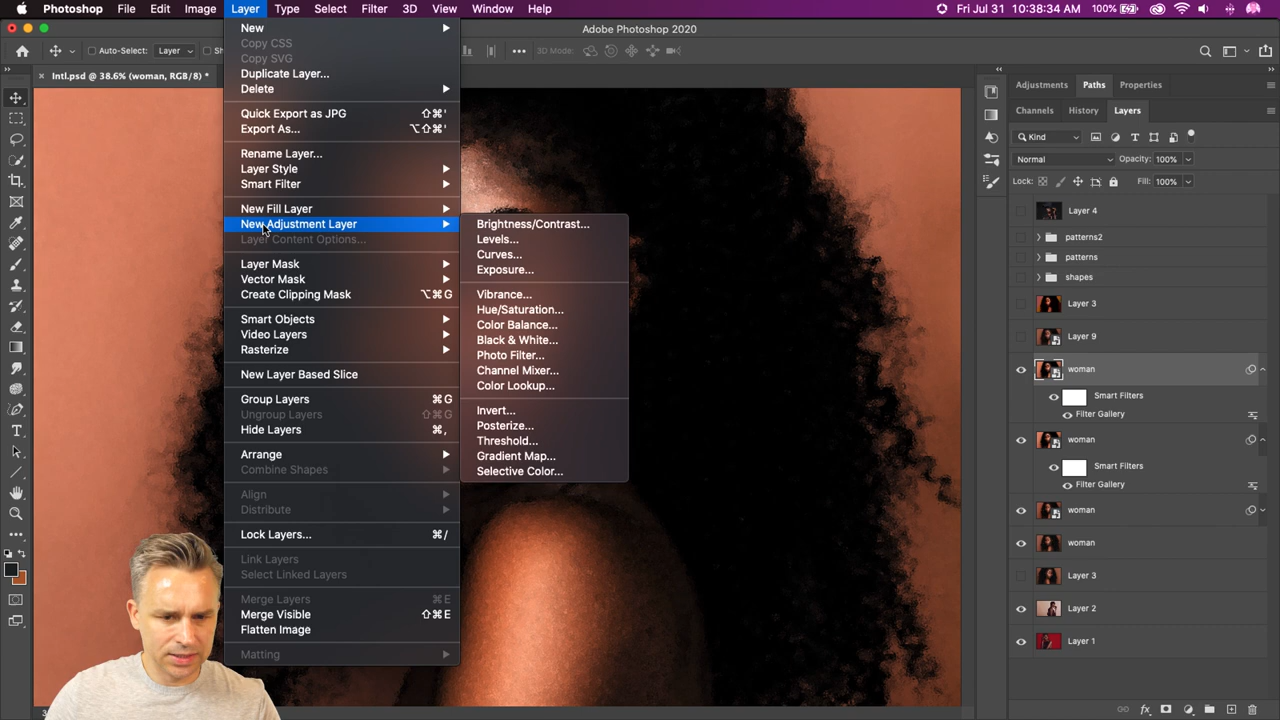 Photoshop File Edit Image Layer Type Select Filter 3D View Window Help
100% Fri Jul 31 10:38:34 AM
Adobe Photoshop 2020
Auto-Select: Layer
3D Mode:
Intl.psd @ 38.6% (woman, RGB/8) *
New
Copy CSS
Copy SVG
Duplicate Layer...
Delete
Quick Export as JPG ⇧⌘'
Export As... ⌥⇧⌘'
Rename Layer...
Layer Style
Smart Filter
New Fill Layer
New Adjustment Layer
Layer Content Options...
Layer Mask
Vector Mask
Create Clipping Mask ⌥⌘G
Smart Objects
Video Layers
Rasterize
New Layer Based Slice
Group Layers ⌘G
Ungroup Layers ⇧⌘G
Hide Layers ⌘,
Arrange
Combine Shapes
Align
Distribute
Lock Layers... ⌘/
Link Layers
Select Linked Layers
Merge Layers ⌘E
Merge Visible ⇧⌘E
Flatten Image
Matting
Brightness/Contrast...
Levels...
Curves...
Exposure...
Vibrance...
Hue/Saturation...
Color Balance...
Black & White...
Photo Filter...
Channel Mixer...
Color Lookup...
Invert...
Posterize...
Threshold...
Gradient Map...
Selective Color...
Adjustments Paths Properties
Channels History Layers
Kind
Normal Opacity: 100%
Lock: Fill: 100%
Layer 4
patterns2
patterns
shapes
Layer 3
Layer 9
woman
Smart Filters
Filter Gallery
woman
Smart Filters
Filter Gallery
woman
woman
Layer 3
Layer 2
Layer 1